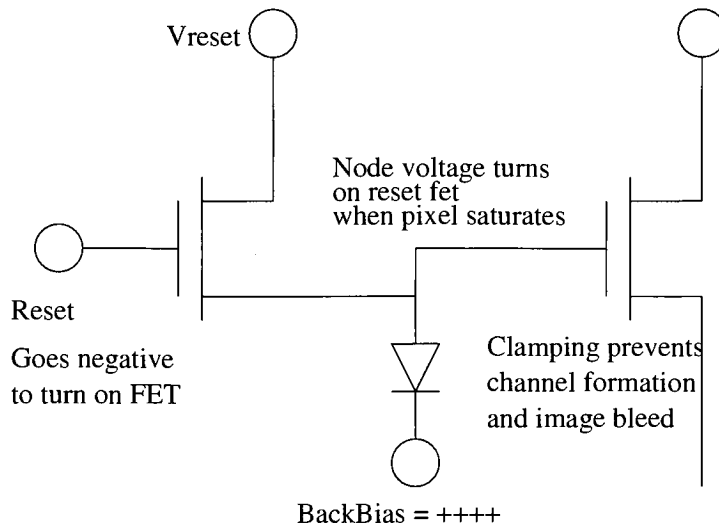 Vreset
Node voltage turns
on reset fet
when pixel saturates
Reset
Goes negative
to turn on FET
Clamping prevents
channel formation
and image bleed
BackBias = ++++